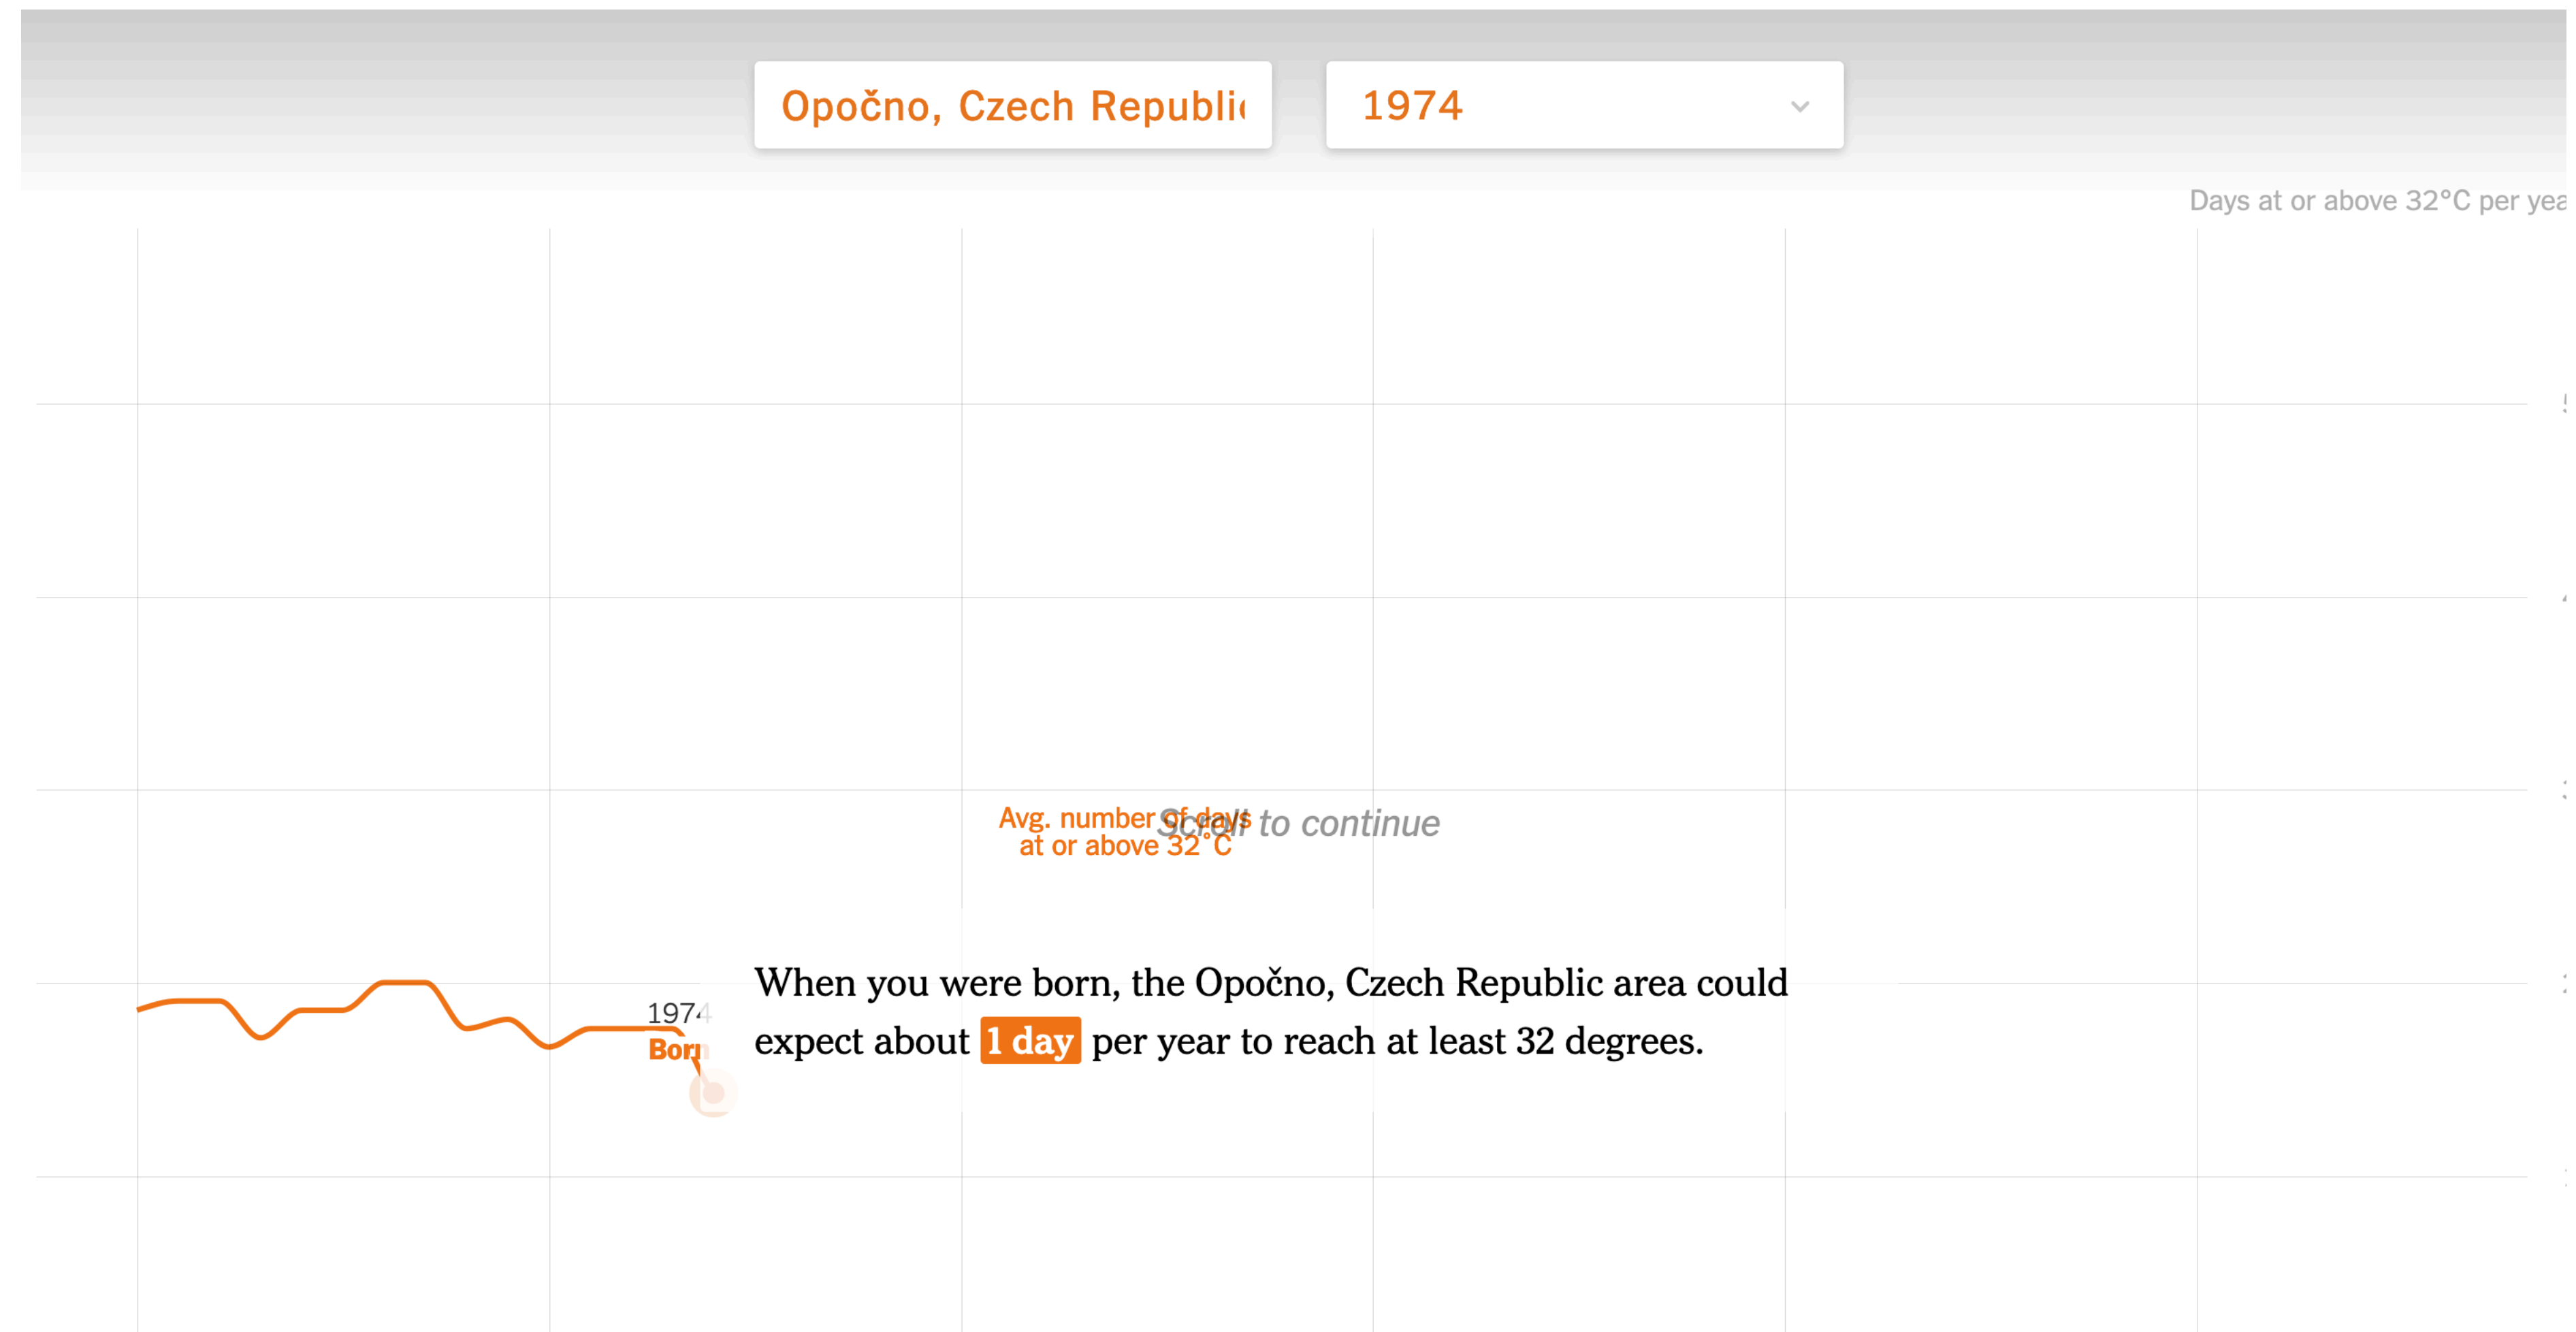 Opočno, Czech Republic
1974
Days at or above 32°C per yea
Avg. number of days
at or above 32°C
Scroll to continue
When you were born, the Opočno, Czech Republic area could
expect about 1 day per year to reach at least 32 degrees.
1974
Born